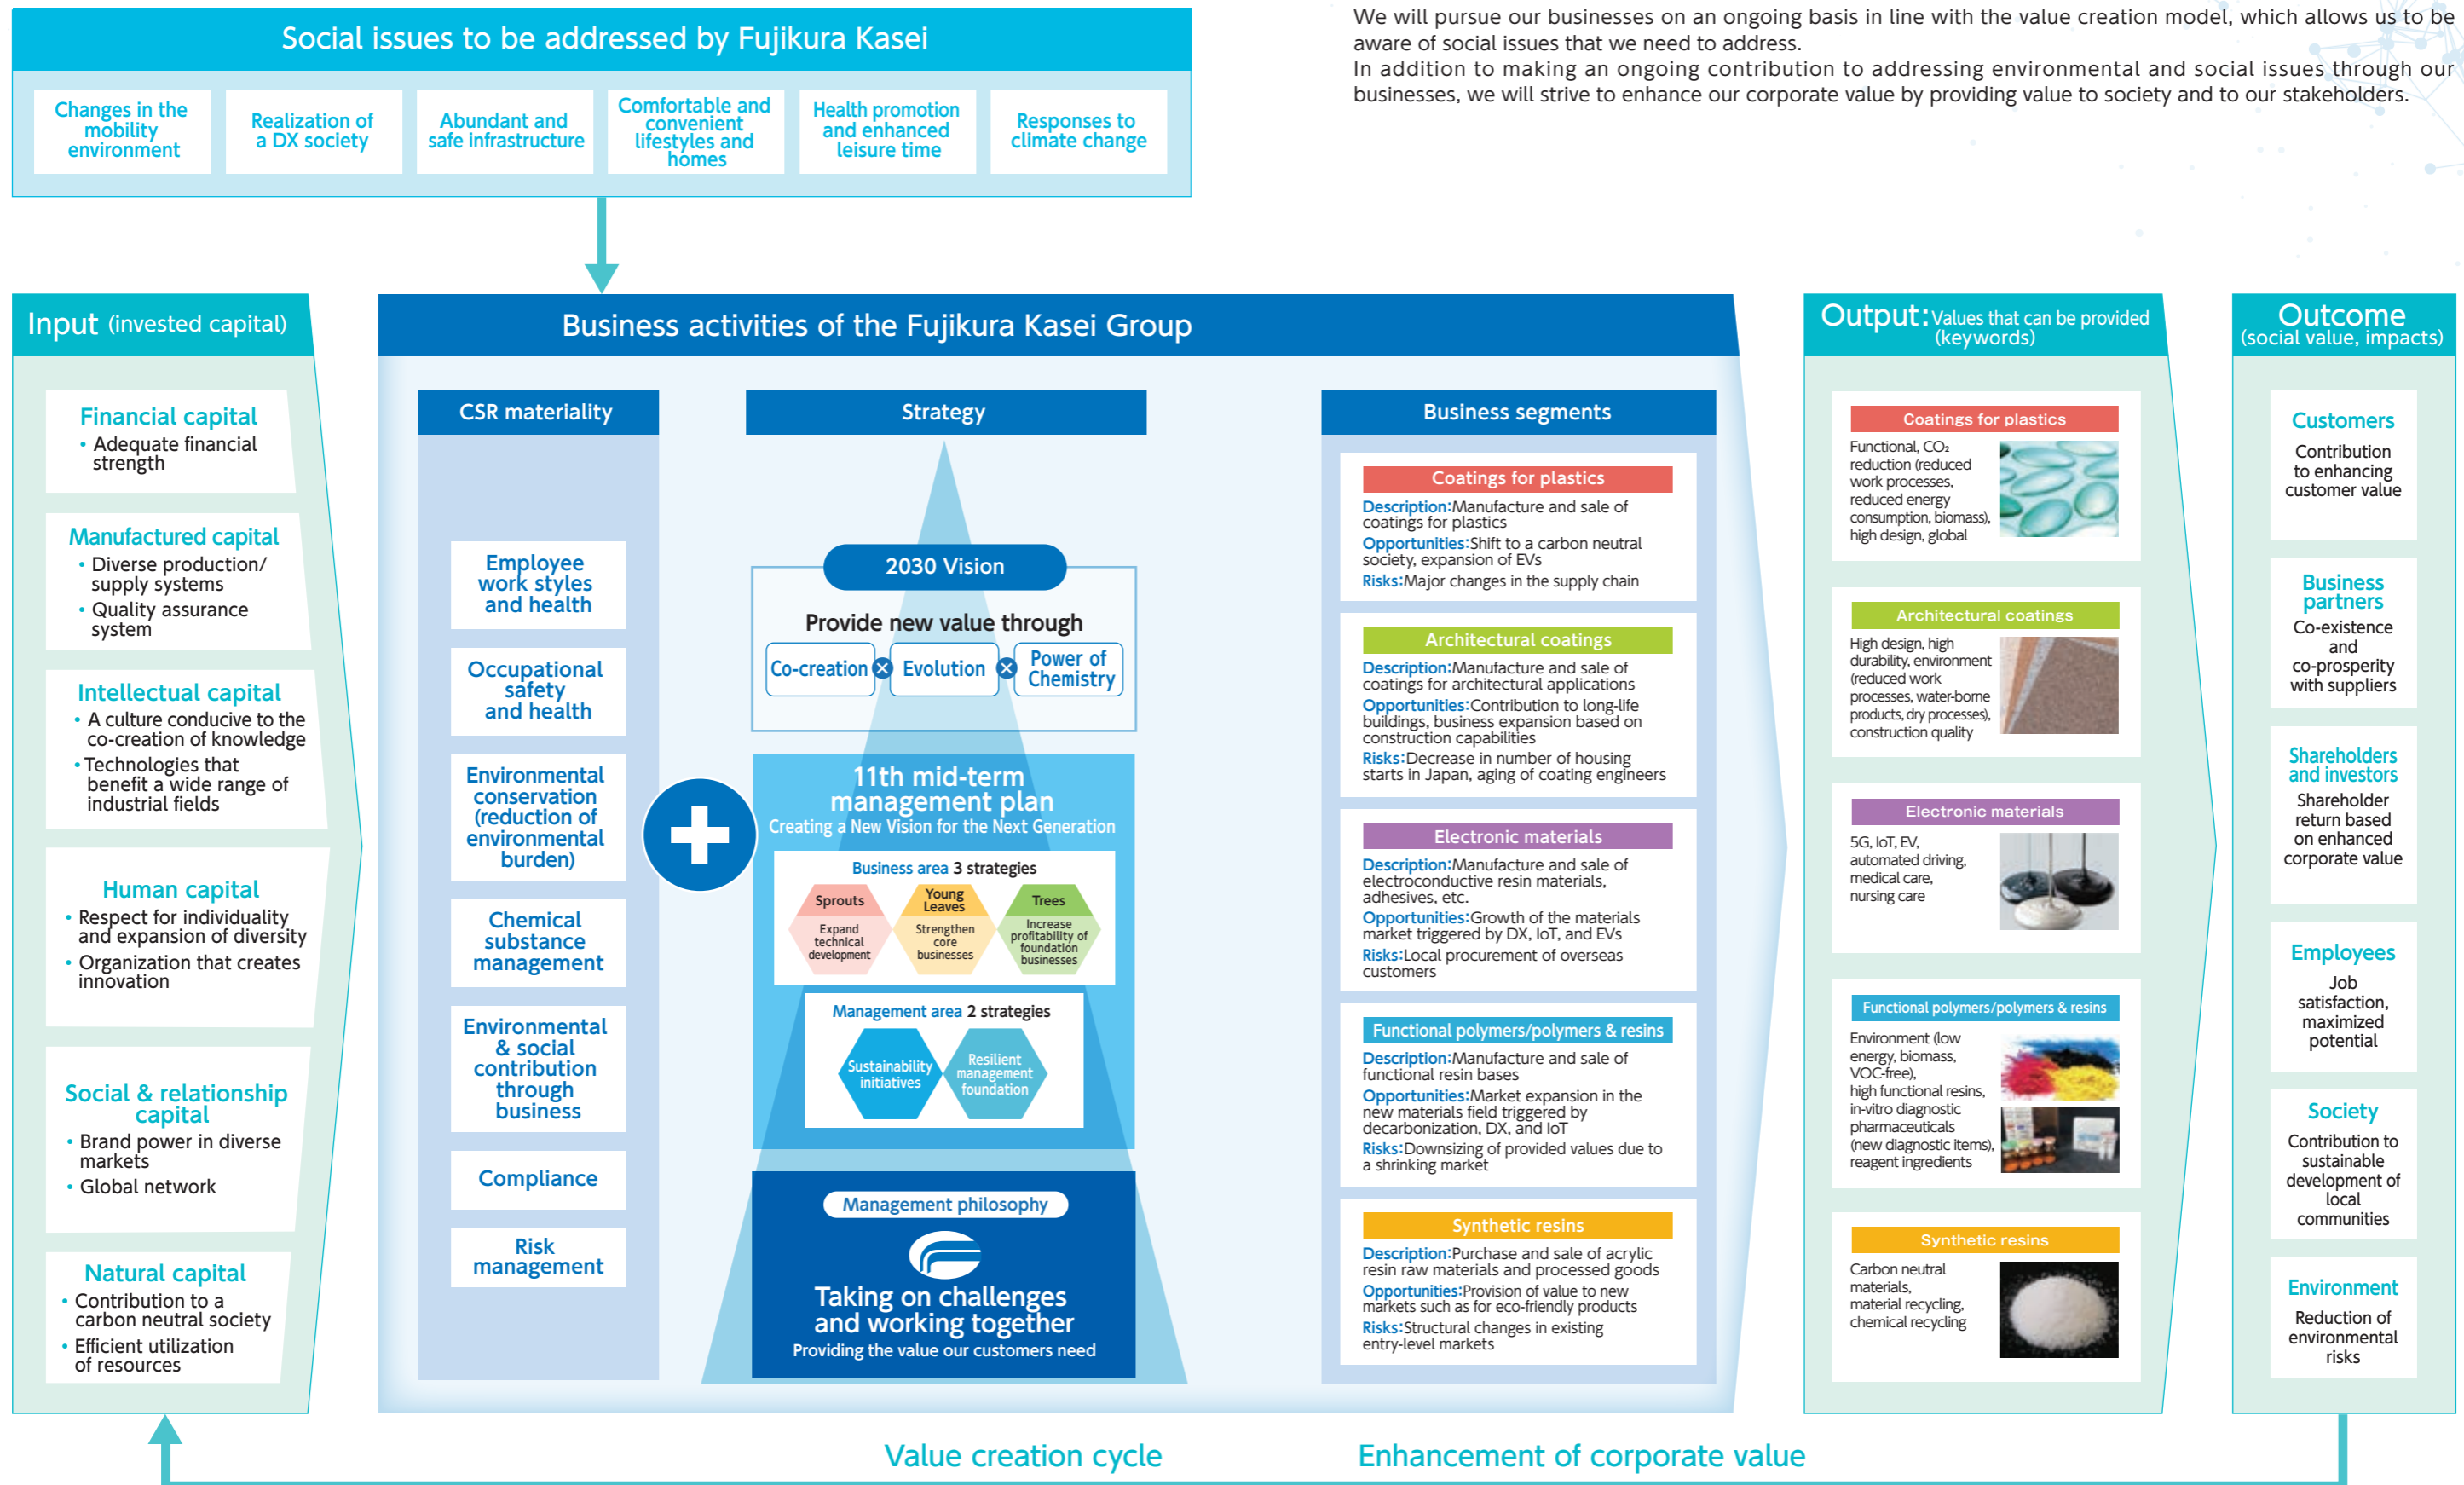 We will pursue our businesses on an ongoing basis in line with the value creation model, which allows us to be
aware of social issues that we need to address.
In addition to making an ongoing contribution to addressing environmental and social issues through our
businesses, we will strive to enhance our corporate value by providing value to society and to our stakeholders.
Social issues to be addressed by Fujikura Kasei
Changes in the
mobility
environment
Realization of
a DX society
Abundant and
safe infrastructure
Comfortable and
convenient
lifestyles and
homes
Health promotion
and enhanced
leisure time
Responses to
climate change
Input (invested capital)
Financial capital
• Adequate financial
strength
Manufactured capital
• Diverse production/
supply systems
• Quality assurance
system
Intellectual capital
• A culture conducive to the
co-creation of knowledge
• Technologies that
benefit a wide range of
industrial fields
Human capital
• Respect for individuality
and expansion of diversity
• Organization that creates
innovation
Social & relationship
capital
• Brand power in diverse
markets
• Global network
Natural capital
• Contribution to a
carbon neutral society
• Efficient utilization
of resources
Business activities of the Fujikura Kasei Group
CSR materiality
Employee
work styles
and health
Occupational
safety
and health
Environmental
conservation
(reduction of
environmental
burden)
Chemical
substance
management
Environmental
& social
contribution
through
business
Compliance
Risk
management
Strategy
2030 Vision
Provide new value through
Co-creation
Evolution
Power of
Chemistry
11th mid-term
management plan
Creating a New Vision for the Next Generation
Business area 3 strategies
Sprouts
Expand
technical
development
Young
Leaves
Strengthen
core
businesses
Trees
Increase
profitability of
foundation
businesses
Management area 2 strategies
Sustainability
initiatives
Resilient
management
foundation
Management philosophy
Taking on challenges
and working together
Providing the value our customers need
Business segments
Coatings for plastics
Description:Manufacture and sale of
coatings for plastics
Opportunities:Shift to a carbon neutral
society, expansion of EVs
Risks:Major changes in the supply chain
Architectural coatings
Description:Manufacture and sale of
coatings for architectural applications
Opportunities:Contribution to long-life
buildings, business expansion based on
construction capabilities
Risks:Decrease in number of housing
starts in Japan, aging of coating engineers
Electronic materials
Description:Manufacture and sale of
electroconductive resin materials,
adhesives, etc.
Opportunities:Growth of the materials
market triggered by DX, IoT, and EVs
Risks:Local procurement of overseas
customers
Functional polymers/polymers & resins
Description:Manufacture and sale of
functional resin bases
Opportunities:Market expansion in the
new materials field triggered by
decarbonization, DX, and IoT
Risks:Downsizing of provided values due to
a shrinking market
Synthetic resins
Description:Purchase and sale of acrylic
resin raw materials and processed goods
Opportunities:Provision of value to new
markets such as for eco-friendly products
Risks:Structural changes in existing
entry-level markets
Output:Values that can be provided
(keywords)
Coatings for plastics
Functional, CO₂
reduction (reduced
work processes,
reduced energy
consumption, biomass),
high design, global
Architectural coatings
High design, high
durability, environment
(reduced work
processes, water-borne
products, dry processes),
construction quality
Electronic materials
5G, IoT, EV,
automated driving,
medical care,
nursing care
Functional polymers/polymers & resins
Environment (low
energy, biomass,
VOC-free),
high functional resins,
in-vitro diagnostic
pharmaceuticals
(new diagnostic items),
reagent ingredients
Synthetic resins
Carbon neutral
materials,
material recycling,
chemical recycling
Outcome
(social value, impacts)
Customers
Contribution
to enhancing
customer value
Business
partners
Co-existence
and
co-prosperity
with suppliers
Shareholders
and investors
Shareholder
return based
on enhanced
corporate value
Employees
Job
satisfaction,
maximized
potential
Society
Contribution to
sustainable
development of
local
communities
Environment
Reduction of
environmental
risks
Value creation cycle
Enhancement of corporate value